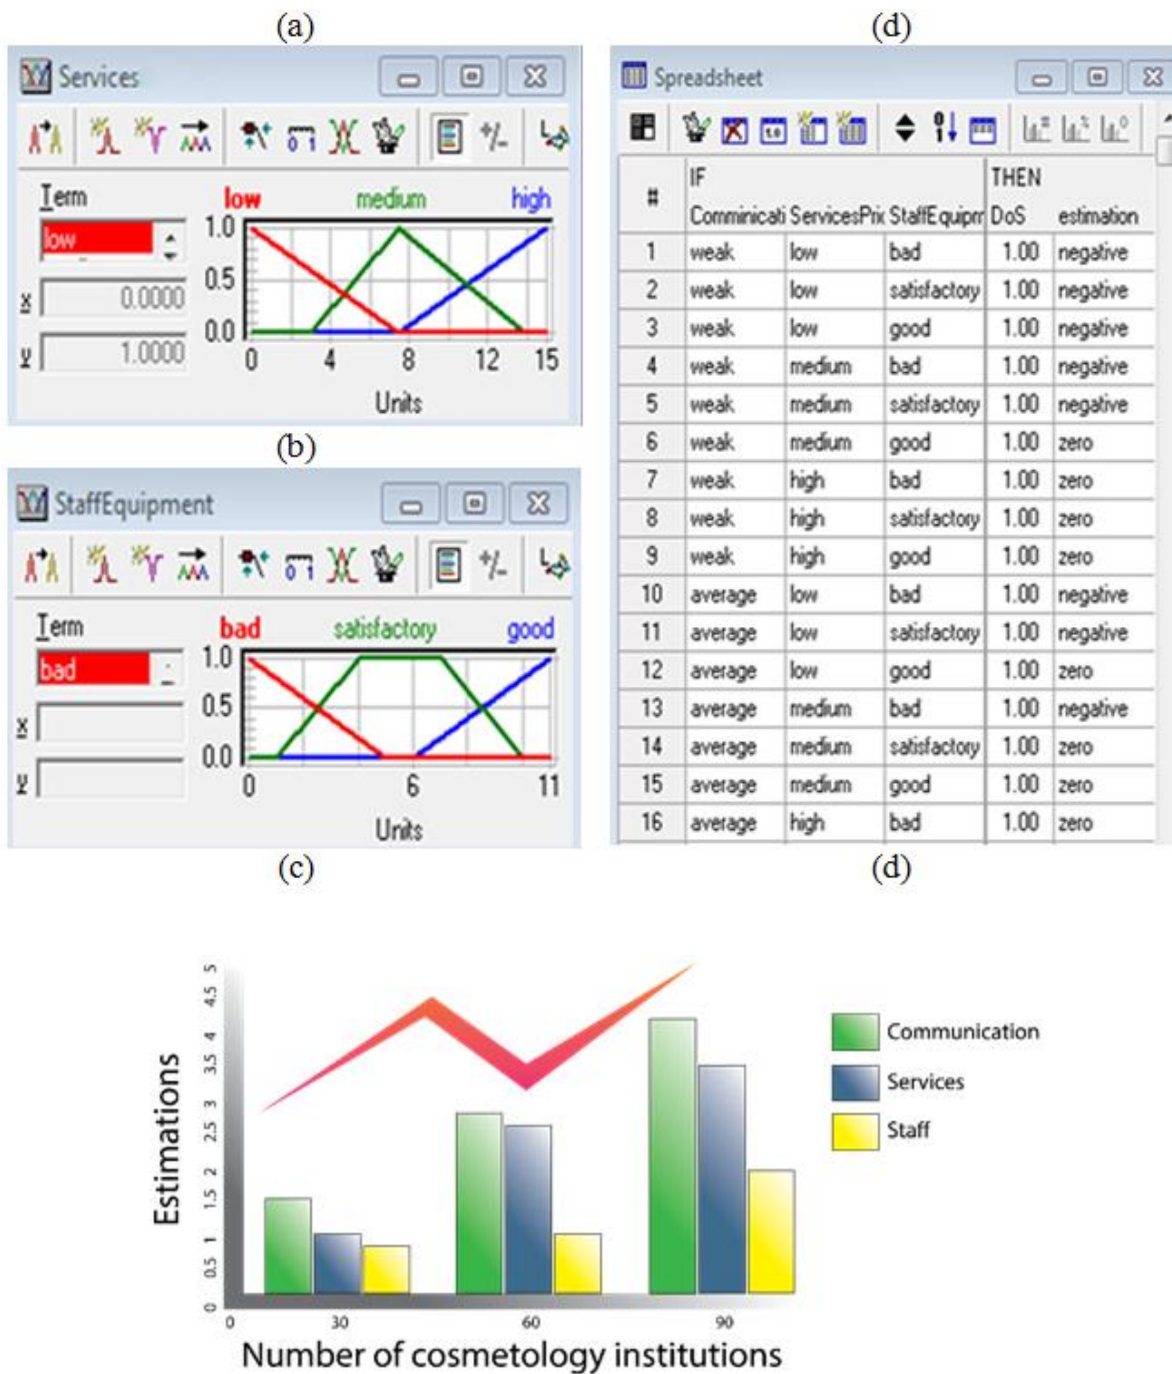 (a)
(d)
Services
Term
low
x
0.0000
y
1.0000
low medium high
1.0
0.5
0.0
0 4 8 12 15
Units
(b)
StaffEquipment
Term
bad
x
y
bad satisfactory good
1.0
0.5
0.0
0 6 11
Units
(c)
Spreadsheet
# IF THEN
Comminicati ServicesPric StaffEquipm DoS estimation
1 weak low bad 1.00 negative
2 weak low satisfactory 1.00 negative
3 weak low good 1.00 negative
4 weak medium bad 1.00 negative
5 weak medium satisfactory 1.00 negative
6 weak medium good 1.00 zero
7 weak high bad 1.00 zero
8 weak high satisfactory 1.00 zero
9 weak high good 1.00 zero
10 average low bad 1.00 negative
11 average low satisfactory 1.00 negative
12 average low good 1.00 zero
13 average medium bad 1.00 negative
14 average medium satisfactory 1.00 zero
15 average medium good 1.00 zero
16 average high bad 1.00 zero
(d)
Estimations
5
4.5
4
3.5
3
2.5
2
1.5
1
0.5
0
0 30 60 90
Number of cosmetology institutions
Communication
Services
Staff